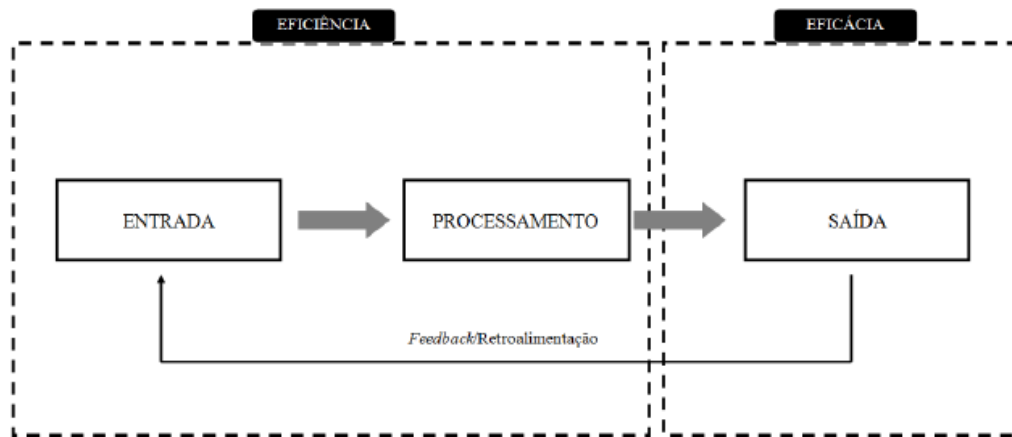 EFICIÊNCIA
EFICÁCIA
ENTRADA
PROCESSAMENTO
SAÍDA
Feedback/Retroalimentação